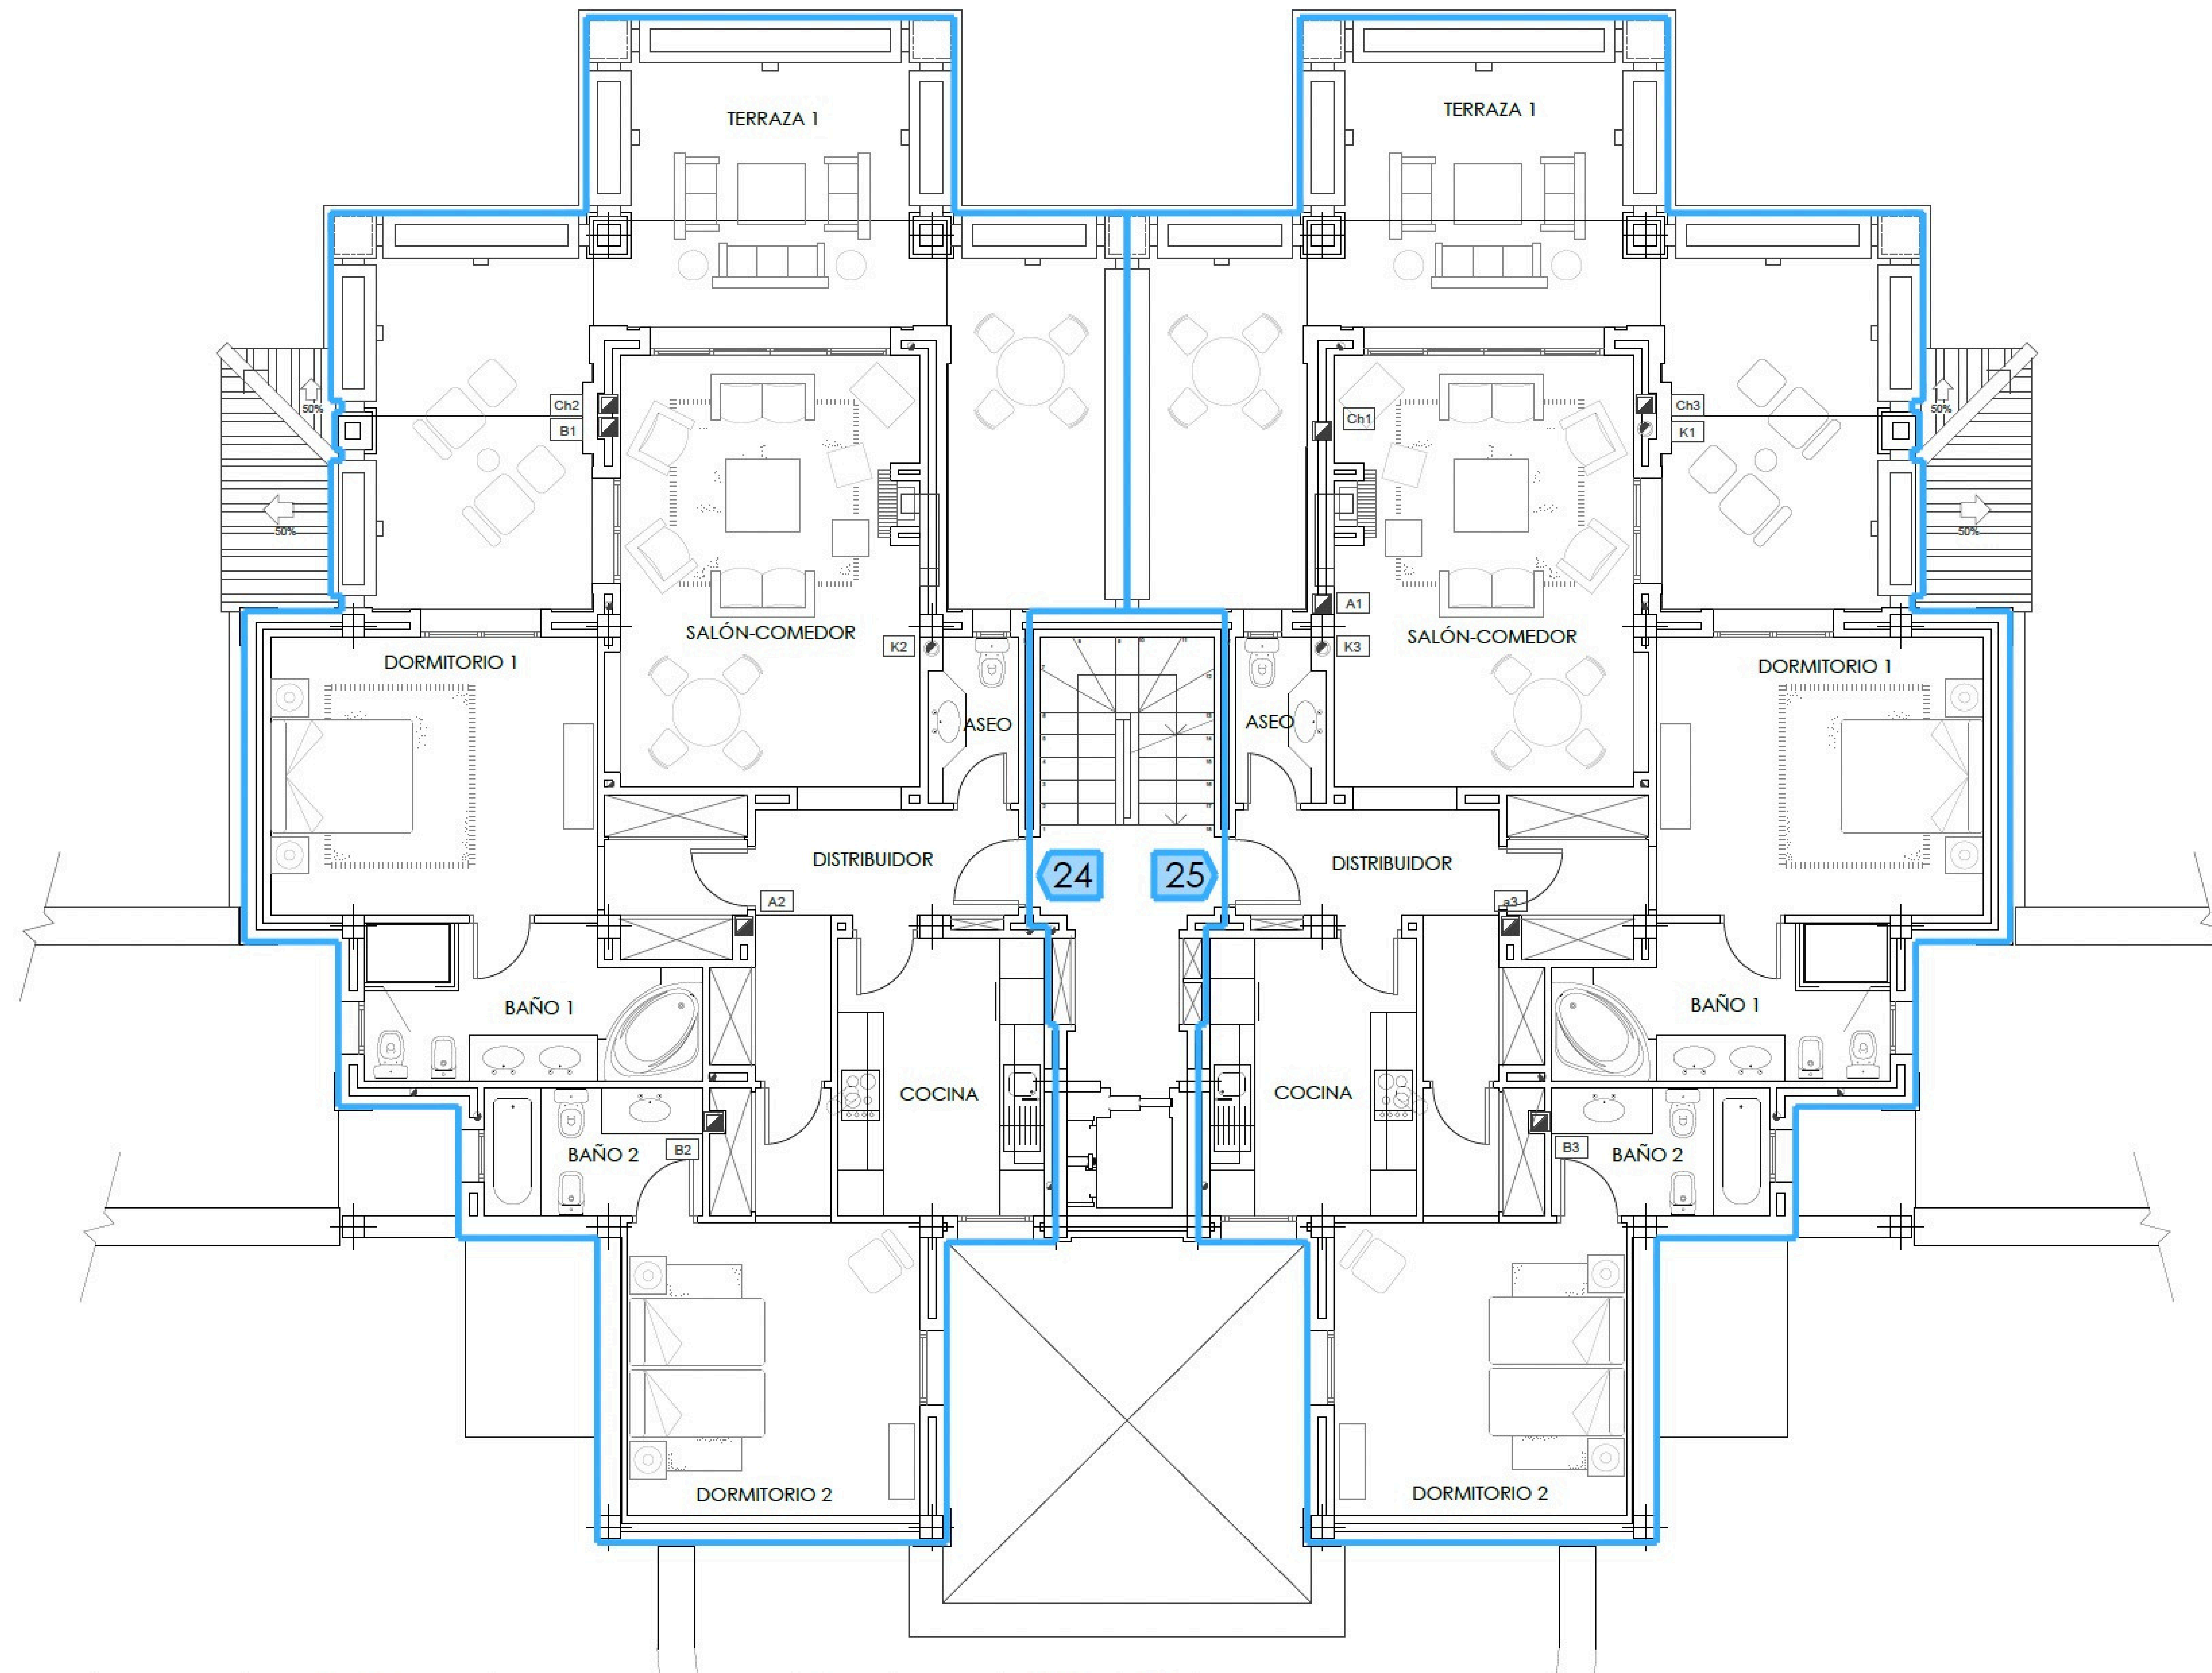 TERRAZA 1
TERRAZA 1
50%
50%
Ch2
B1
Ch1
Ch3
K1
50%
50%
A1
SALÓN-COMEDOR
K2
K3
SALÓN-COMEDOR
DORMITORIO 1
DORMITORIO 1
ASEO
ASEO
DISTRIBUIDOR
24
25
DISTRIBUIDOR
A2
a3
BAÑO 1
BAÑO 1
COCINA
COCINA
BAÑO 2
B2
B3
BAÑO 2
DORMITORIO 2
DORMITORIO 2